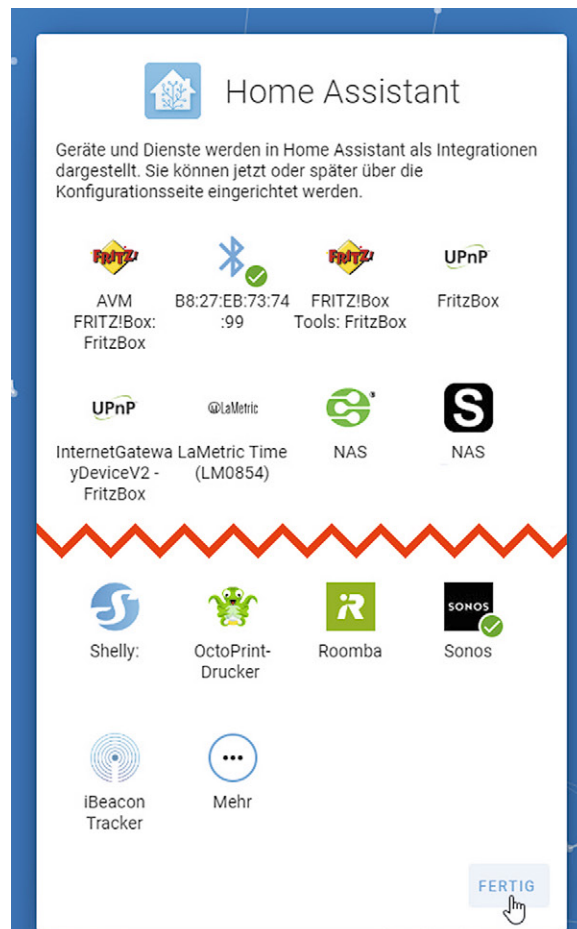 Home Assistant
Geräte und Dienste werden in Home Assistant als Integrationen
dargestellt. Sie können jetzt oder später über die
Konfigurationsseite eingerichtet werden.
FRITZ!
FRITZ!
UPnP
AVM
FRITZ!Box:
FritzBox
B8:27:EB:73:74
:99
FRITZ!Box
Tools: FritzBox
FritzBox
UPnP
LaMetric
S
InternetGatewa
yDeviceV2 -
FritzBox
LaMetric Time
(LM0854)
NAS
NAS
iR
SONOS
Shelly:
OctoPrint-
Drucker
Roomba
Sonos
iBeacon
Tracker
Mehr
FERTIG